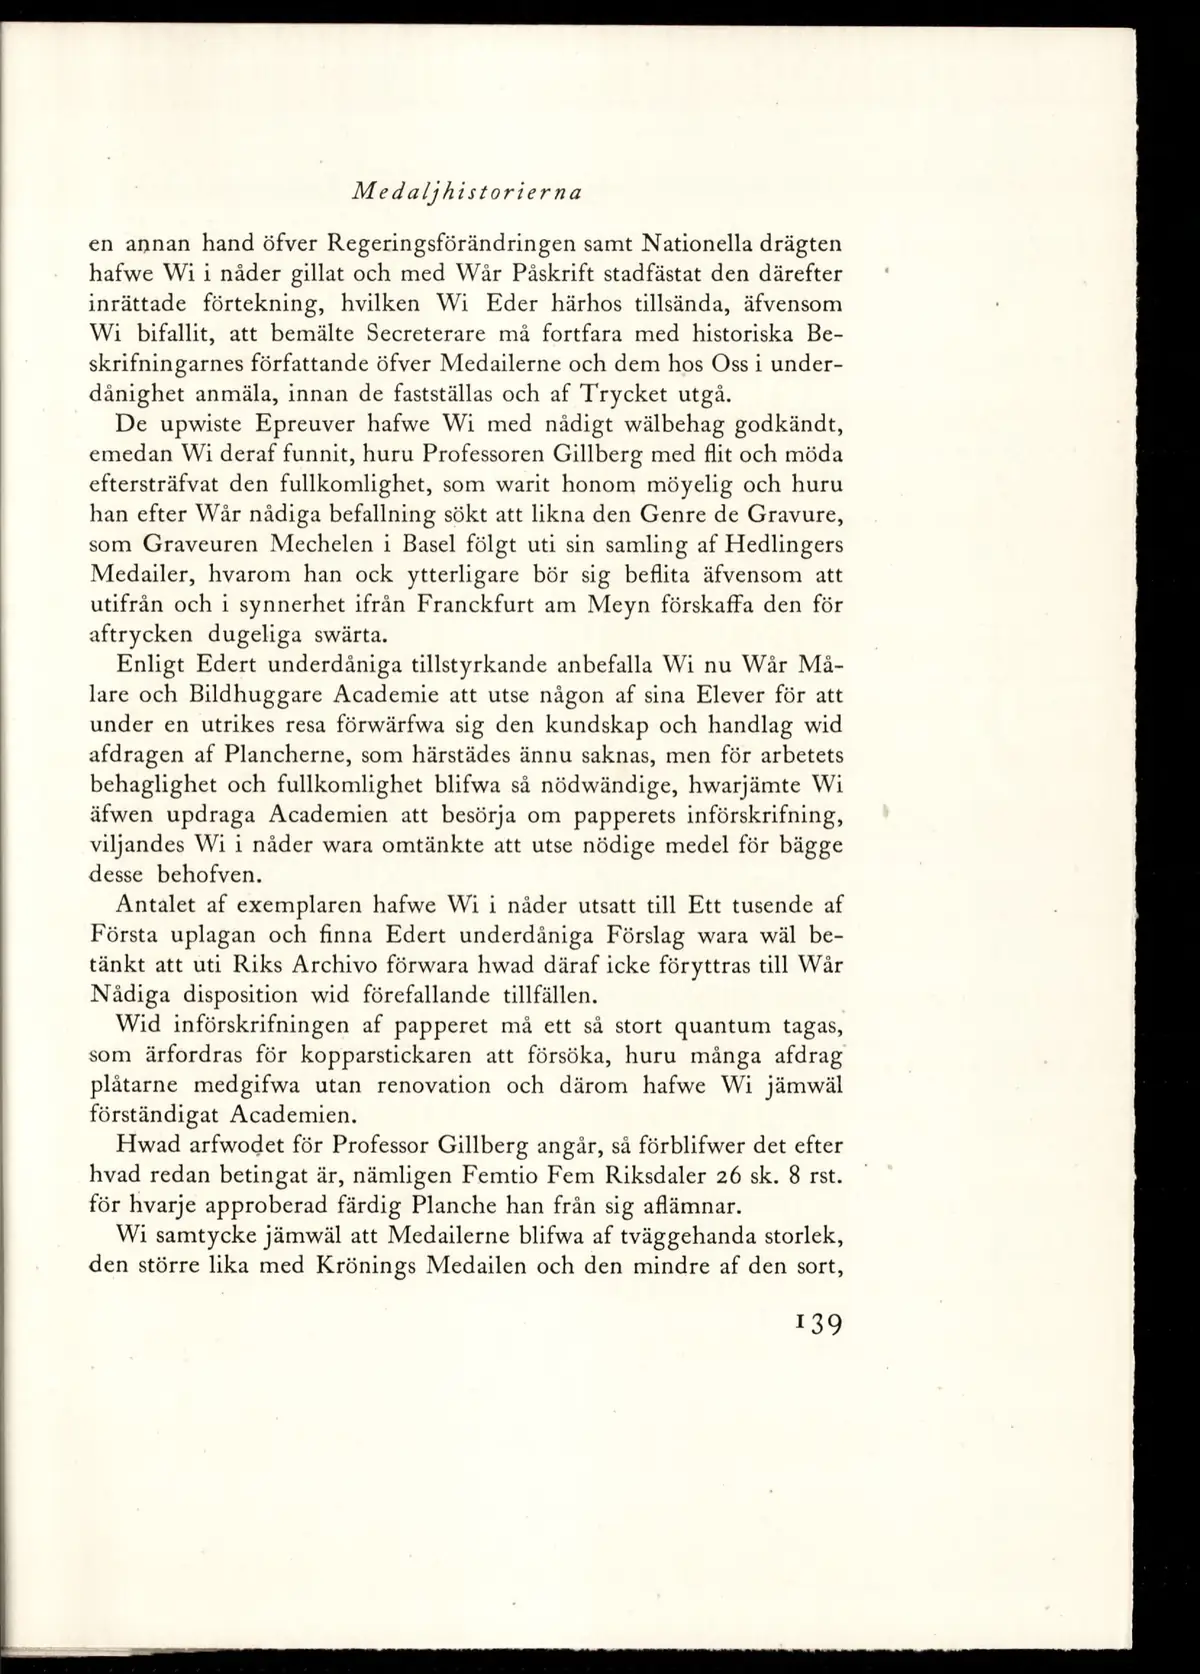 Medaljhistorierna
en annan hand öfver Regeringsförändringen samt Nationella drägten
hafwe Wi i nåder gillat och med Wår Påskrift stadfästat den därefter
inrättade förtekning, hvilken Wi Eder härhos tillsända, äfvensom
Wi bifallit, att bemälte Secreterare må fortfara med historiska Be-
skrifningarnes författande öfver Medailerne och dem hos Oss i under-
dånighet anmäla, innan de fastställas och af Trycket utgå.
De upwiste Epreuver hafwe Wi med nådigt wälbehag godkändt,
emedan Wi deraf funnit, huru Professoren Gillberg med flit och möda
eftersträfvat den fullkomlighet, som warit honom möyelig och huru
han efter Wår nådiga befallning sökt att likna den Genre de Gravure,
som Graveuren Mechelen i Basel fölgt uti sin samling af Hedlingers
Medailer, hvarom han ock ytterligare bör sig beflita äfvensom att
utifrån och i synnerhet ifrån Franckfurt am Meyn förskaffa den för
aftrycken dugeliga swärta.
Enligt Edert underdåniga tillstyrkande anbefalla Wi nu Wår Må-
lare och Bildhuggare Academie att utse någon af sina Elever för att
under en utrikes resa förwärfwa sig den kundskap och handlag wid
afdragen af Plancherne, som härstädes ännu saknas, men för arbetets
behaglighet och fullkomlighet blifwa så nödwändige, hwarjämte Wi
äfwen updraga Academien att besörja om papperets införskrifning,
viljandes Wi i nåder wara omtänkte att utse nödige medel för bägge
desse behofven.
Antalet af exemplaren hafwe Wi i nåder utsatt till Ett tusende af
Första uplagan och finna Edert underdåniga Förslag wara wäl be-
tänkt att uti Riks Archivo förwara hwad däraf icke föryttras till Wår
Nådiga disposition wid förefallande tillfällen.
Wid införskrifningen af papperet må ett så stort quantum tagas,
som ärfordras för kopparstickaren att försöka, huru många afdrag
plåtarne medgifwa utan renovation och därom hafwe Wi jämwäl
förständigat Academien.
Hwad arfwodet för Professor Gillberg angår, så förblifwer det efter
hvad redan betingat är, nämligen Femtio Fem Riksdaler 26 sk. 8 rst.
för hvarje approberad färdig Planche han från sig aflämnar.
Wi samtycke jämwäl att Medailerne blifwa af tväggehanda storlek,
den större lika med Krönings Medailen och den mindre af den sort,
139